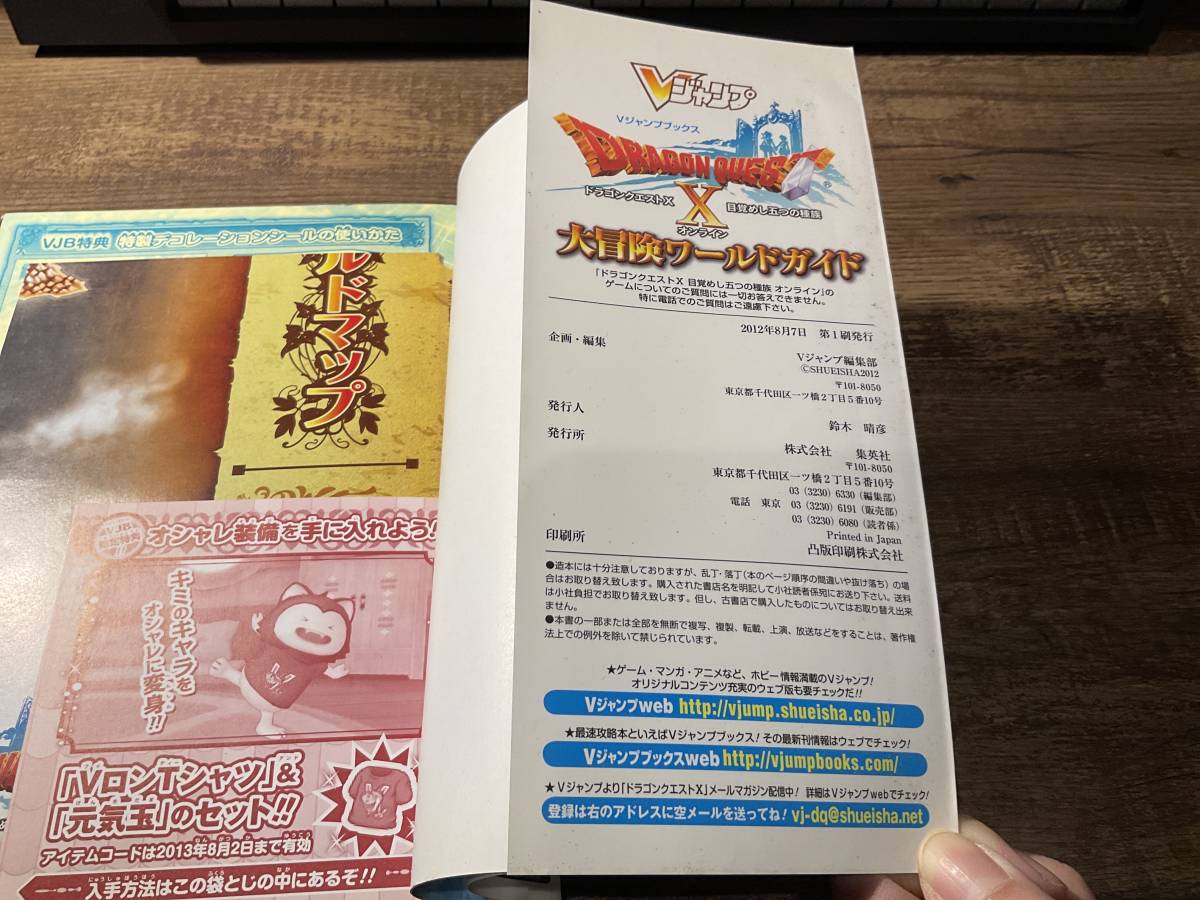 Vジャンプ
Vジャンプブックス
DRAGON QUEST
ドラゴンクエストX 目覚めし五つの種族
X
オンライン
大冒険ワールドガイド
「ドラゴンクエストX 目覚めし五つの種族 オンライン」の
ゲームについてのご質問には一切お答えできません。
特に電話でのご質問はご遠慮下さい。
2012年8月7日 第1刷発行
企画・編集
Vジャンプ編集部
©SHUEISHA2012
〒101-8050
東京都千代田区一ツ橋2丁目5番10号
発行人
鈴木 晴彦
発行所
株式会社 集英社
〒101-8050
東京都千代田区一ツ橋2丁目5番10号
03(3230)6330(編集部)
電話 東京 03(3230)6191(販売部)
03(3230)6080(読者係)
Printed in Japan
印刷所 凸版印刷株式会社
●造本には十分注意しておりますが、乱丁・落丁(本のページ順序の間違いや抜け落ち)の場
合はお取り替え致します。購入された書店名を明記して小社読者係宛にお送り下さい。送料
は小社負担でお取り替え致します。但し、古書店で購入したものについてはお取り替え出来
ません。
●本書の一部または全部を無断で複写、複製、転載、上演、放送などをすることは、著作権
法上での例外を除いて禁じられています。
★ゲーム・マンガ・アニメなど、ホビー情報満載のVジャンプ!
オリジナルコンテンツ充実のウェブ版も要チェックだ!!
Vジャンプweb http://vjump.shueisha.co.jp/
★最速攻略本といえばVジャンプブックス!その最新刊情報はウェブでチェック!
Vジャンプブックスweb http://vjumpbooks.com/
★Vジャンプより「ドラゴンクエストX」メールマガジン配信中! 詳細はVジャンプwebでチェック!
登録は右のアドレスに空メールを送ってね! vj-dq@shueisha.net
VJB特典 特製デコレーションシールの使いかた
ルドマップ
オシャレ装備を手に入れよう!
キミのキャラを
オシャレに変身!!
「VロンTシャツ」&
「元気玉」のセット!!
アイテムコードは2013年8月2日まで有効
入手方法はこの袋とじの中にあるぞ!!